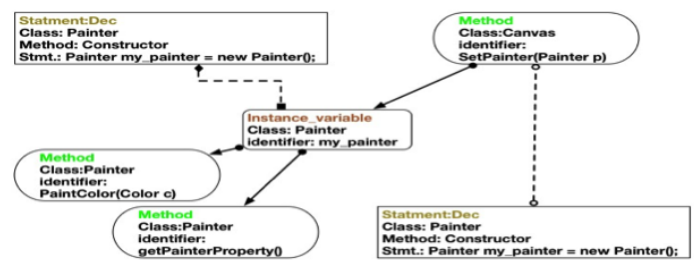 Statment:Dec
Class: Painter
Method: Constructor
Stmt.: Painter my_painter = new Painter();
Method
Class:Canvas
identifier:
SetPainter(Painter p)
Instance_variable
Class: Painter
identifier: my_painter
Method
Class:Painter
identifier:
PaintColor(Color c)
Method
Class:Painter
identifier:
getPainterProperty()
Statment:Dec
Class: Painter
Method: Constructor
Stmt.: Painter my_painter = new Painter();